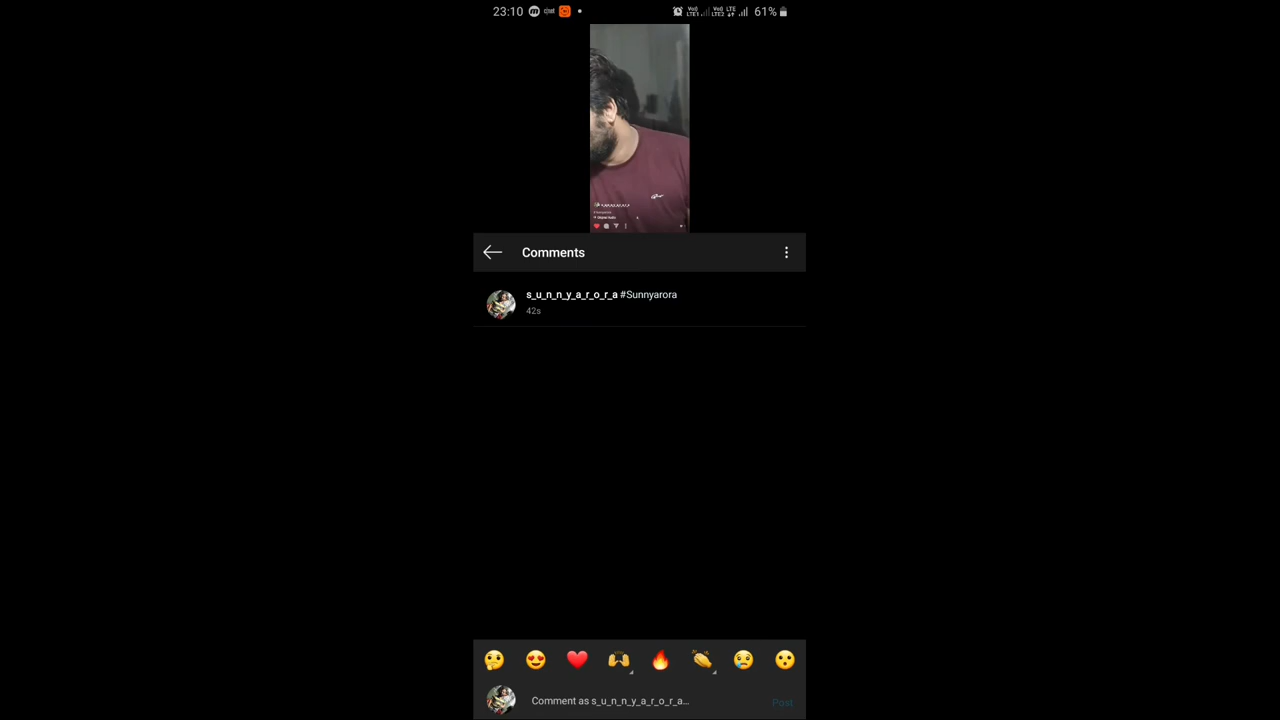 23:10
61%
Comments
s_u_n_n_y_a_r_o_r_a #Sunnyarora
42s
Comment as s_u_n_n_y_a_r_o_r_a...
Post